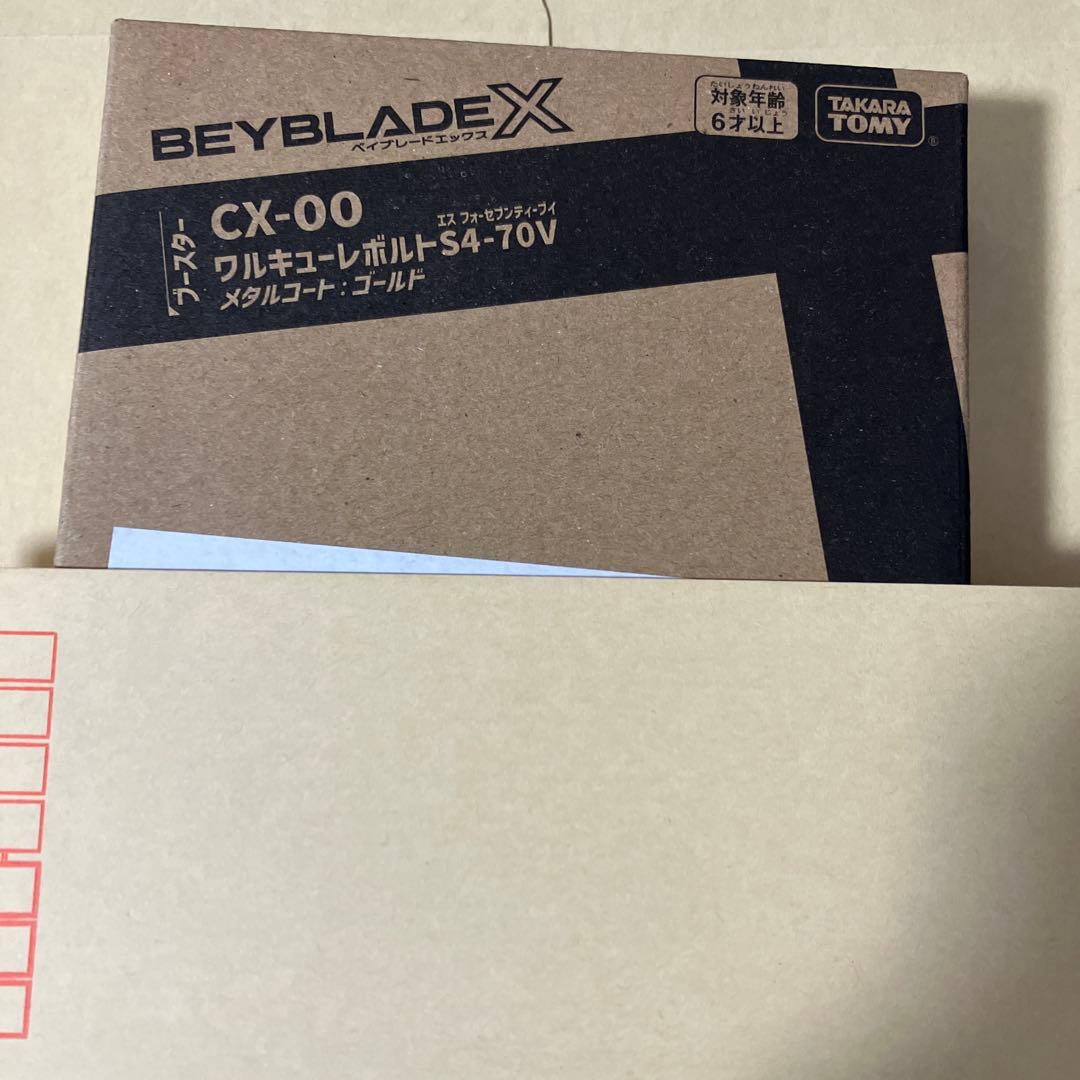 BEYBLADE X
ベイブレードエックス
たいしょうねんれい
対象年齢
さい いじょう
6才以上
TAKARA
TOMY
®
ブースター
CX-00
エス フォーセブンティーブイ
ワルキューレボルトS4-70V
メタルコート:ゴールド